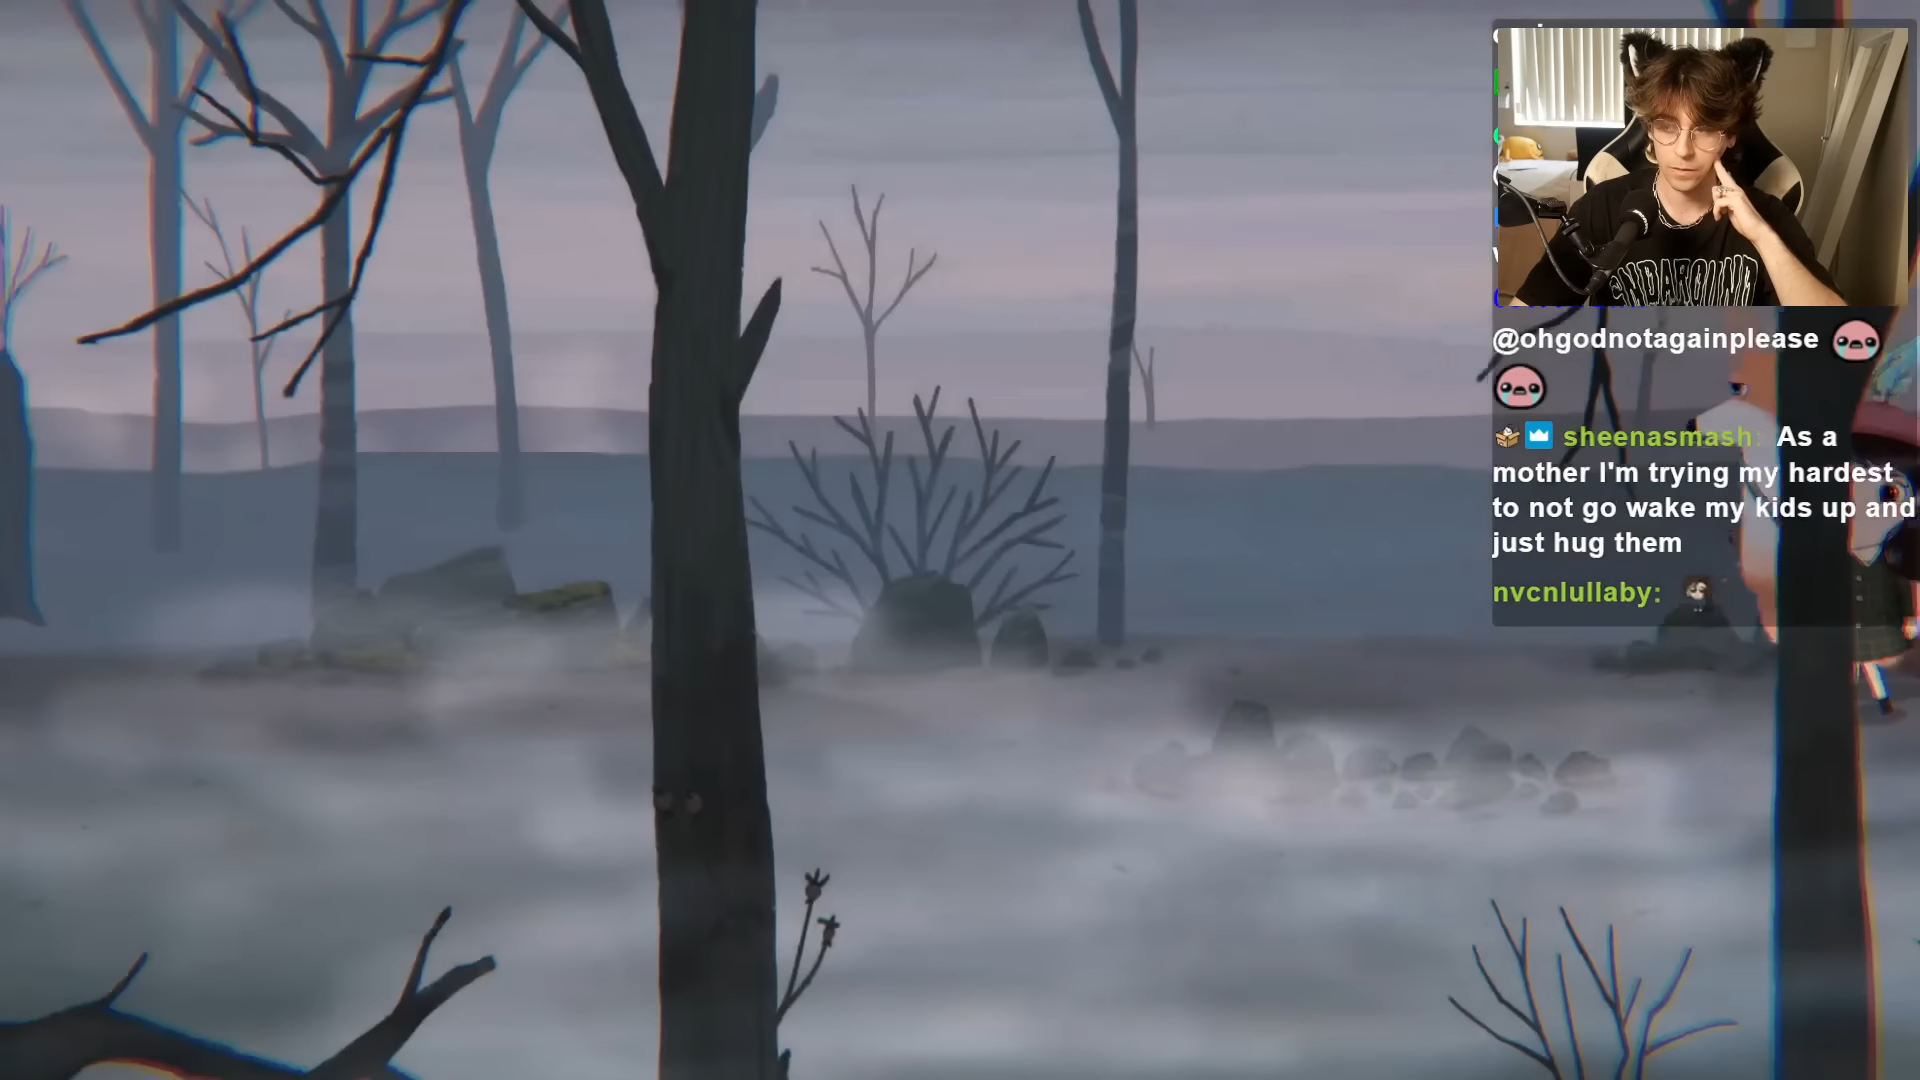 @ohgodnotagainplease
sheenasmash: As a
mother I'm trying my hardest
to not go wake my kids up and
just hug them
nvcnlullaby: